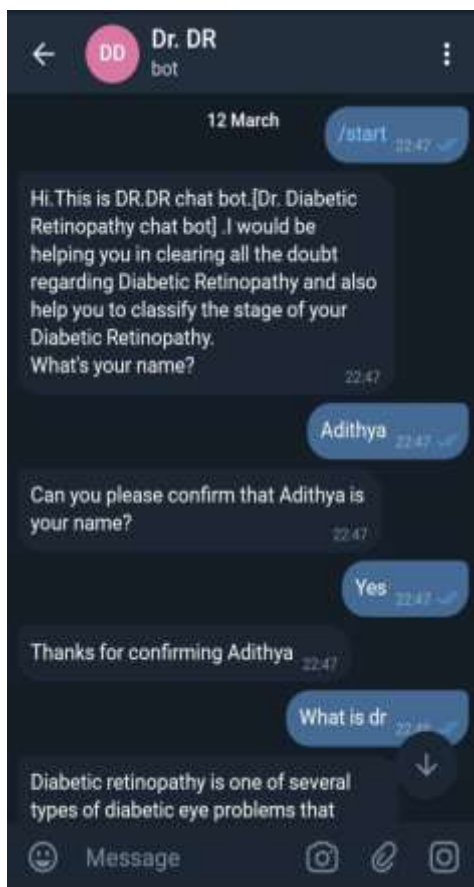 DD
Dr. DR
bot
12 March
/start 22:47
Hi.This is DR.DR chat bot.[Dr. Diabetic
Retinopathy chat bot] .I would be
helping you in clearing all the doubt
regarding Diabetic Retinopathy and also
help you to classify the stage of your
Diabetic Retinopathy.
What's your name?
22:47
Adithya 22:47
Can you please confirm that Adithya is
your name?
22:47
Yes 22:47
Thanks for confirming Adithya 22:47
What is dr
Diabetic retinopathy is one of several
types of diabetic eye problems that
Message